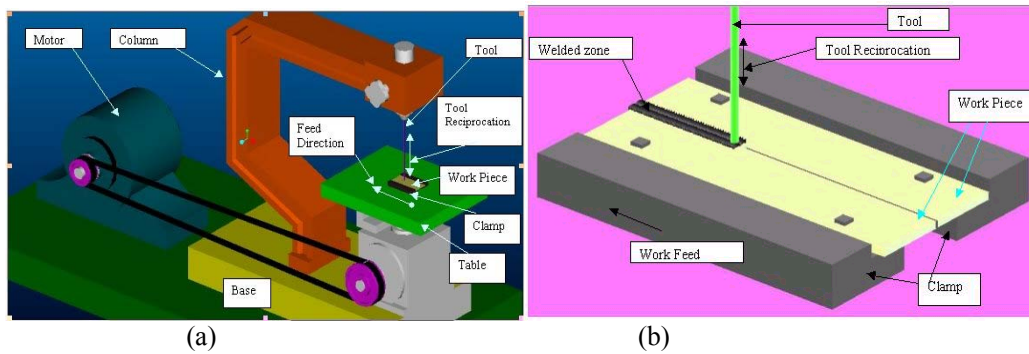 Motor
Column
Tool
Tool
Reciprocation
Feed
Direction
Work Piece
Clamp
Table
Base
(a)
Tool
Welded zone
Tool Reciprocation
Work Piece
Work Feed
Clamp
(b)